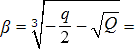 β = ∛(-q/2 - √Q) =